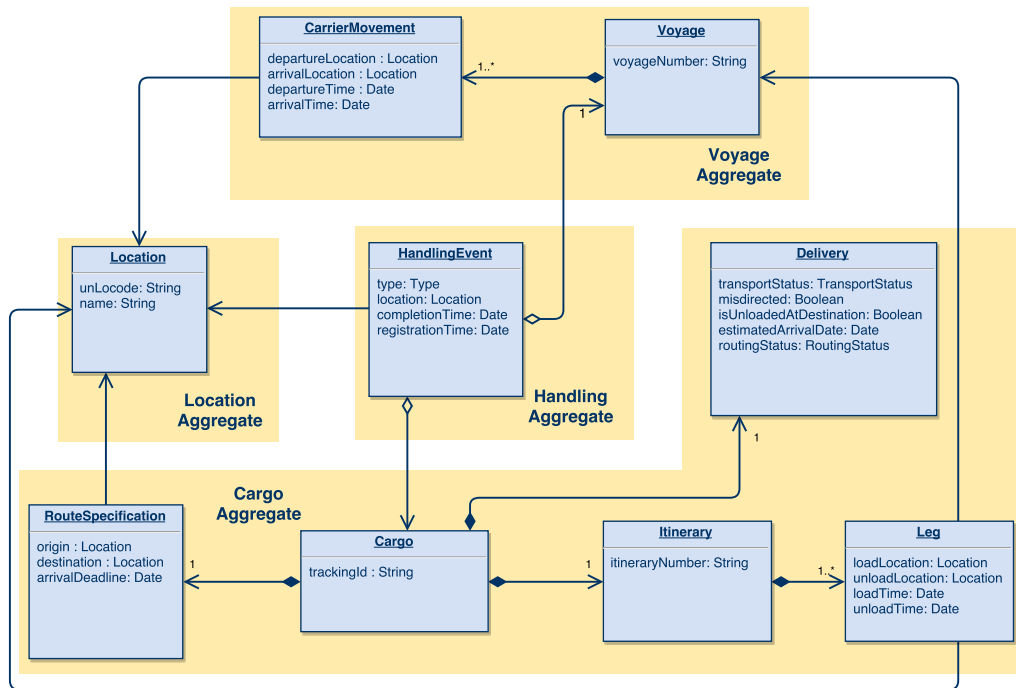 CarrierMovement
departureLocation : Location
arrivalLocation : Location
departureTime : Date
arrivalTime: Date
1..*
Voyage
voyageNumber: String
1
Voyage
Aggregate
Location
unLocode: String
name: String
Location
Aggregate
HandlingEvent
type: Type
location: Location
completionTime: Date
registrationTime: Date
Handling
Aggregate
Delivery
transportStatus: TransportStatus
misdirected: Boolean
isUnloadedAtDestination: Boolean
estimatedArrivalDate: Date
routingStatus: RoutingStatus
1
Cargo
Aggregate
RouteSpecification
origin : Location
destination : Location
arrivalDeadline: Date
1
Cargo
trackingId : String
1
Itinerary
itineraryNumber: String
1..*
Leg
loadLocation: Location
unloadLocation: Location
loadTime: Date
unloadTime: Date